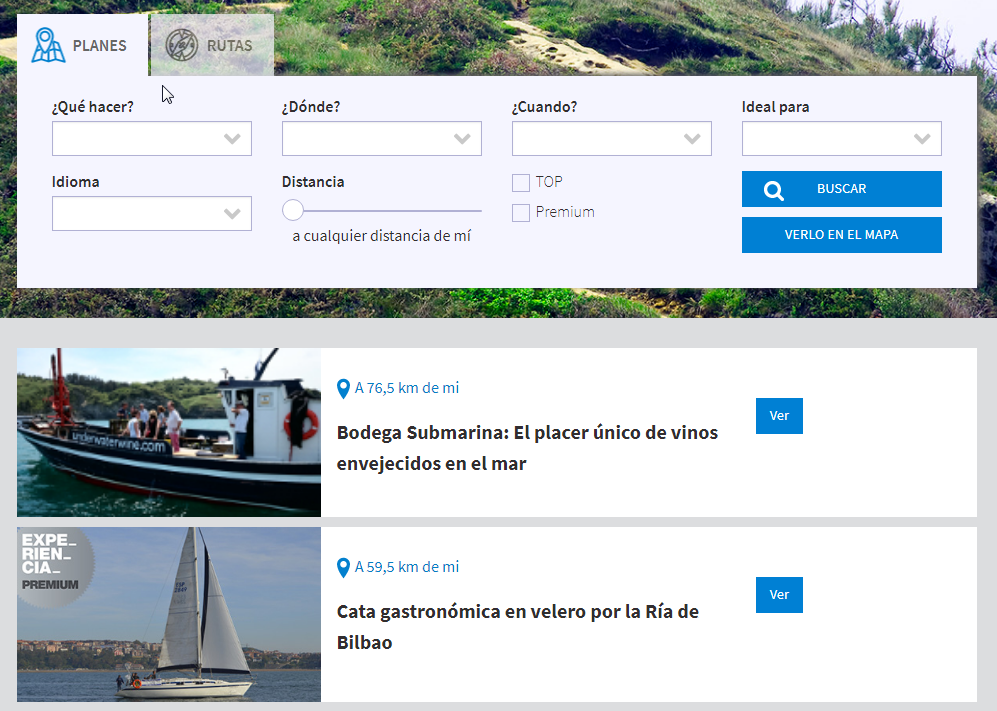 PLANES
RUTAS
¿Qué hacer?
¿Dónde?
¿Cuando?
Ideal para
Idioma
Distancia
TOP
BUSCAR
Premium
a cualquier distancia de mí
VERLO EN EL MAPA
underwaterwine.com
A 76,5 km de mi
Ver
Bodega Submarina: El placer único de vinos
envejecidos en el mar
EXPE_
RIEN_
CIA_
PREMIUM
A 59,5 km de mi
Ver
Cata gastronómica en velero por la Ría de
Bilbao